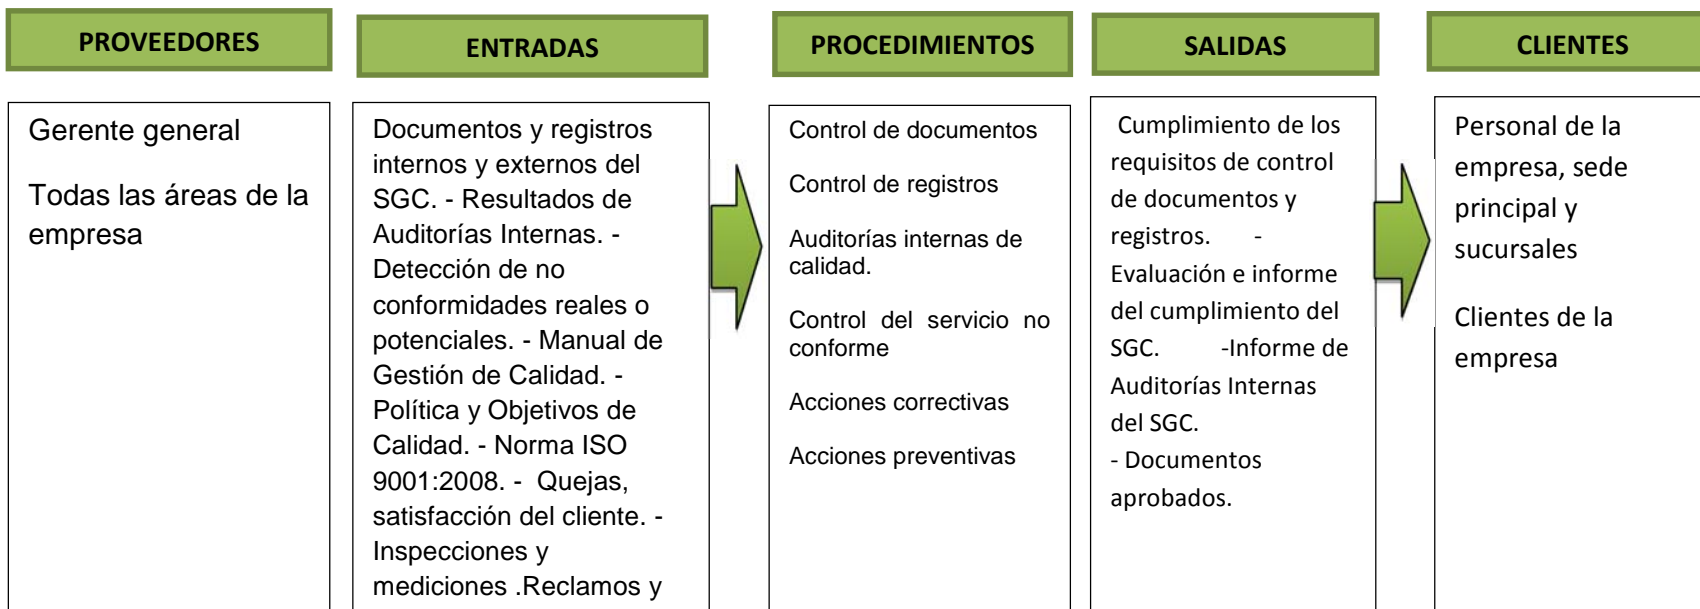 PROVEEDORES
ENTRADAS
PROCEDIMIENTOS
SALIDAS
CLIENTES
Gerente general
Todas las áreas de la
empresa
Documentos y registros
internos y externos del
SGC. - Resultados de
Auditorías Internas. -
Detección de no
conformidades reales o
potenciales. - Manual de
Gestión de Calidad. -
Política y Objetivos de
Calidad. - Norma ISO
9001:2008. - Quejas,
satisfacción del cliente. -
Inspecciones y
mediciones .Reclamos y
Control de documentos
Control de registros
Auditorías internas de
calidad.
Control del servicio no
conforme
Acciones correctivas
Acciones preventivas
Cumplimiento de los
requisitos de control
de documentos y
registros. -
Evaluación e informe
del cumplimiento del
SGC. -Informe de
Auditorías Internas
del SGC.
- Documentos
aprobados.
Personal de la
empresa, sede
principal y
sucursales
Clientes de la
empresa